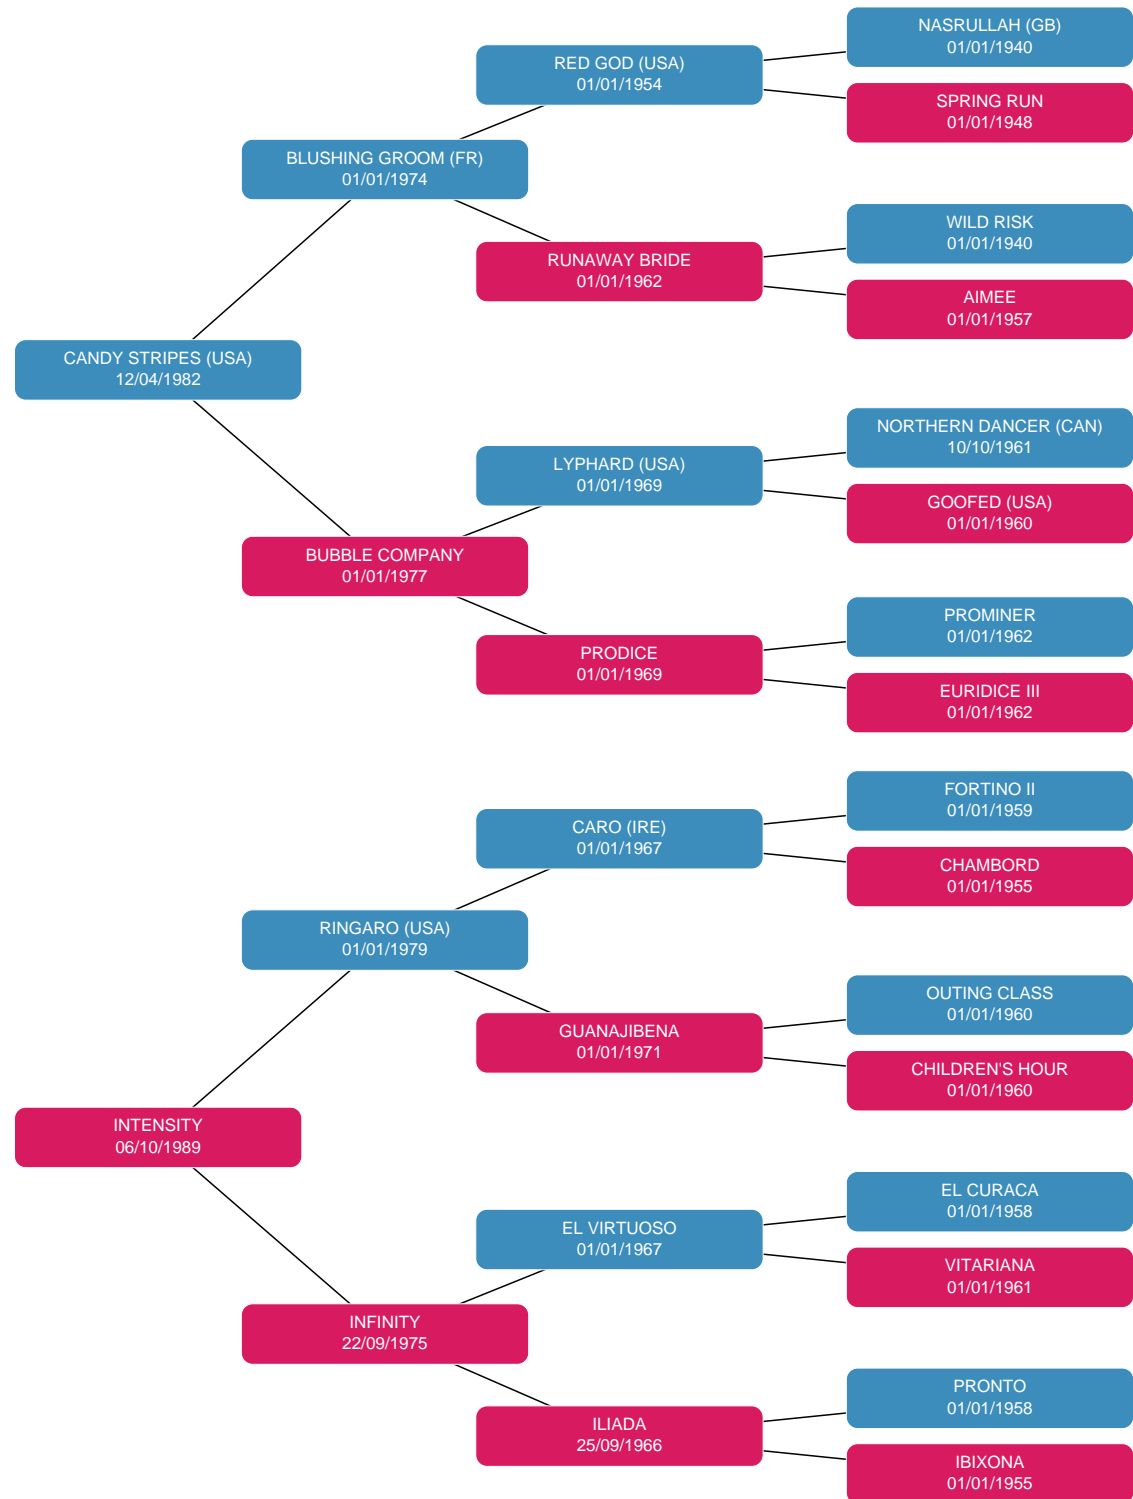 NASRULLAH (GB)
01/01/1940
RED GOD (USA)
01/01/1954
SPRING RUN
01/01/1948
BLUSHING GROOM (FR)
01/01/1974
WILD RISK
01/01/1940
RUNAWAY BRIDE
01/01/1962
AIMEE
01/01/1957
CANDY STRIPES (USA)
12/04/1982
NORTHERN DANCER (CAN)
10/10/1961
LYPHARD (USA)
01/01/1969
GOOFED (USA)
01/01/1960
BUBBLE COMPANY
01/01/1977
PROMINER
01/01/1962
PRODICE
01/01/1969
EURIDICE III
01/01/1962
FORTINO II
01/01/1959
CARO (IRE)
01/01/1967
CHAMBORD
01/01/1955
RINGARO (USA)
01/01/1979
OUTING CLASS
01/01/1960
GUANAJIBENA
01/01/1971
CHILDREN'S HOUR
01/01/1960
INTENSITY
06/10/1989
EL CURACA
01/01/1958
EL VIRTUOSO
01/01/1967
VITARIANA
01/01/1961
INFINITY
22/09/1975
PRONTO
01/01/1958
ILIADA
25/09/1966
IBIXONA
01/01/1955